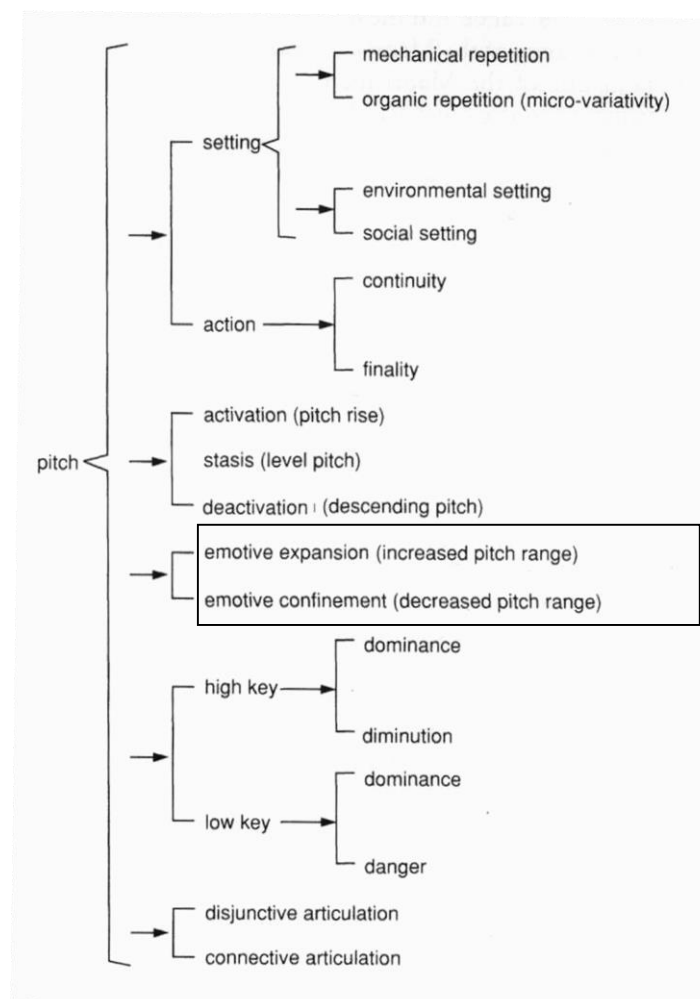 mechanical repetition
organic repetition (micro-variativity)
setting
environmental setting
social setting
continuity
action
finality
activation (pitch rise)
pitch
stasis (level pitch)
deactivation (descending pitch)
emotive expansion (increased pitch range)
emotive confinement (decreased pitch range)
dominance
high key
diminution
dominance
low key
danger
disjunctive articulation
connective articulation